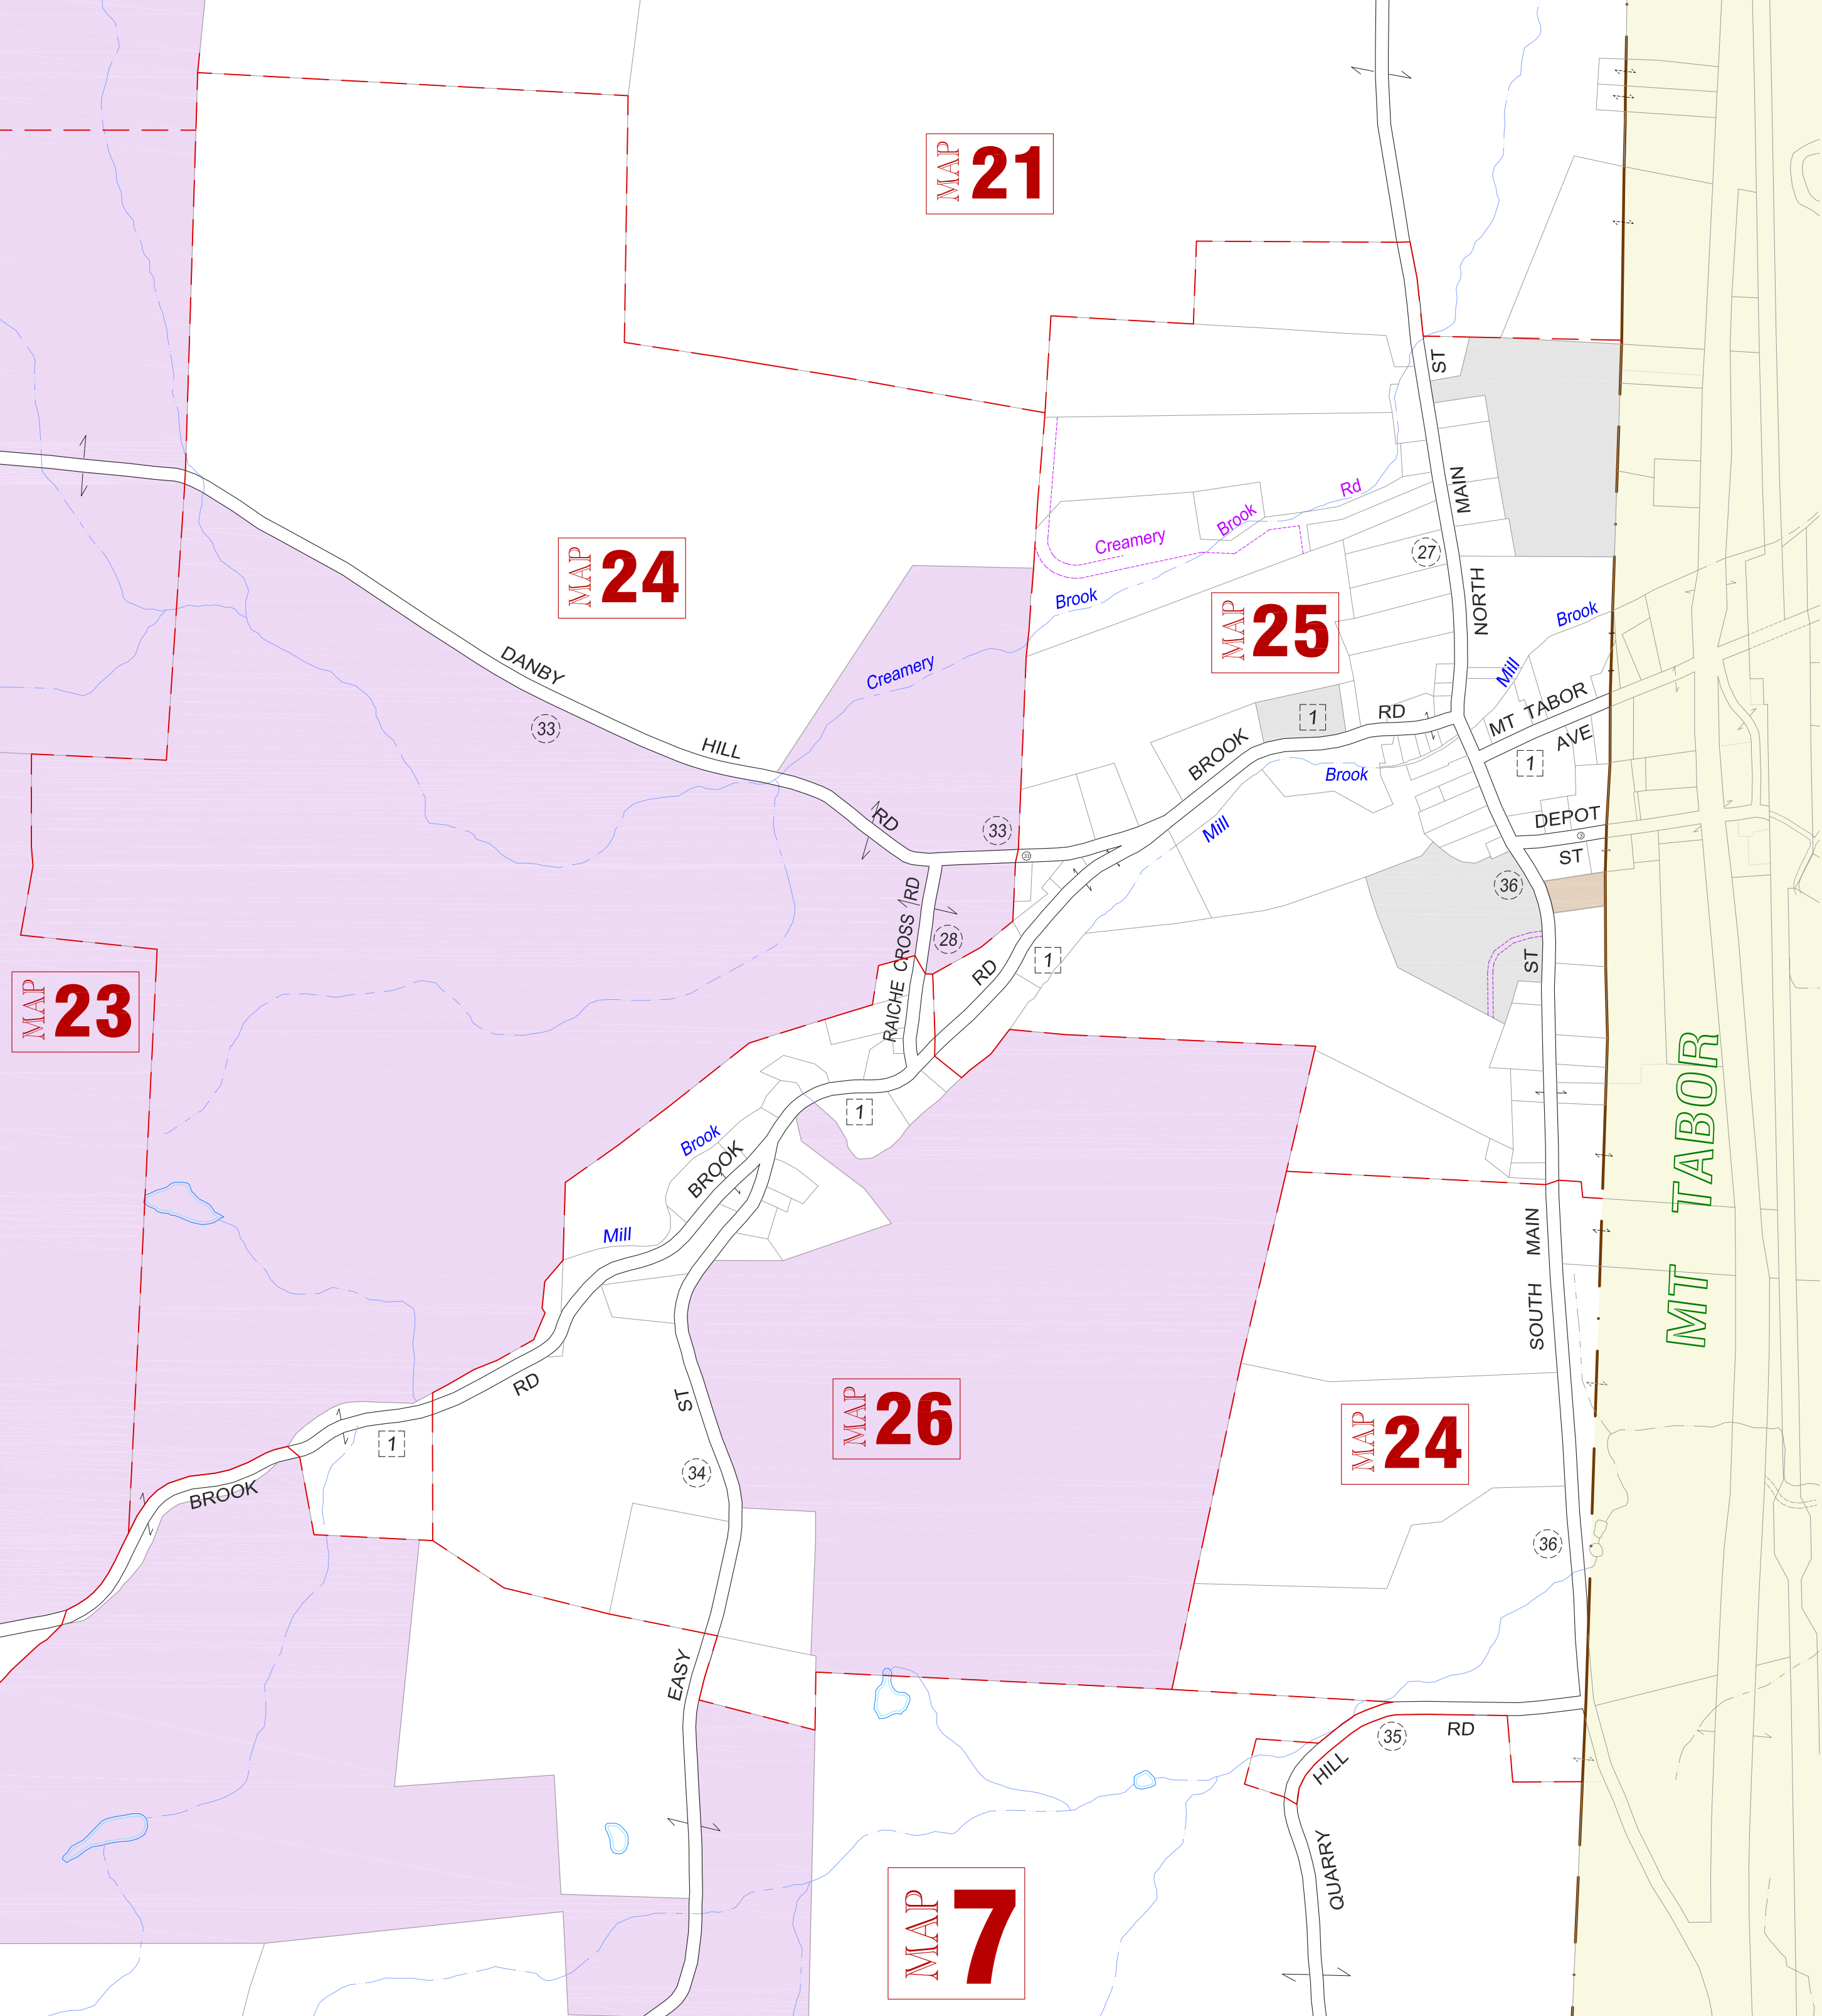 MAP 21
ST
MAIN
NORTH
27
Creamery Brook Rd
Brook
Creamery
MAP 24
MAP 25
Mill Brook
MT TABOR AVE
1
1
BROOK RD
Brook
Mill
DEPOT ST
36
DANBY HILL RD
33
33
33
28
RAICHE CROSS RD
RD
1
ST
MAP 23
1
Brook
BROOK
Mill
RD
1
BROOK
ST
34
EASY
MAP 26
MAP 24
MAIN
SOUTH
MT TABOR
36
35
RD
HILL
QUARRY
MAP 7